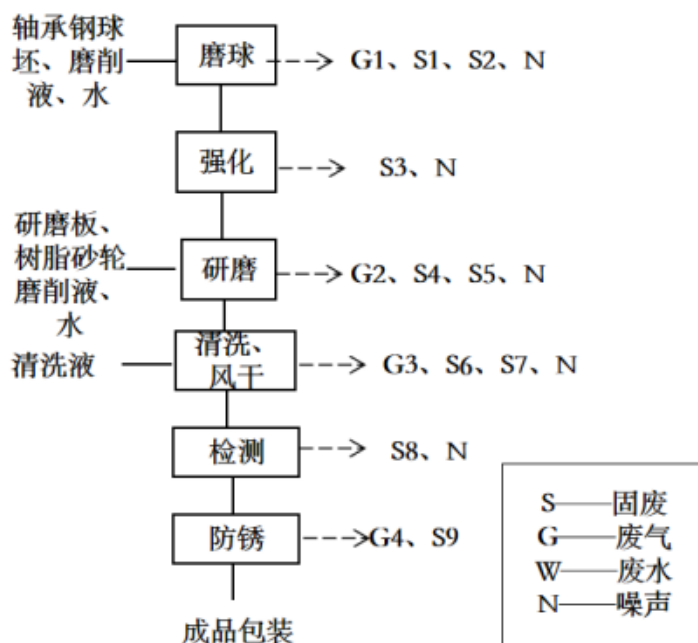 轴承钢球
坯、磨削
液、水
磨球
G1、S1、S2、N
强化
S3、N
研磨板、
树脂砂轮
磨削液、
水
研磨
G2、S4、S5、N
清洗液
清洗、
风干
G3、S6、S7、N
检测
S8、N
防锈
G4、S9
成品包装
S——固废
G——废气
W——废水
N——噪声